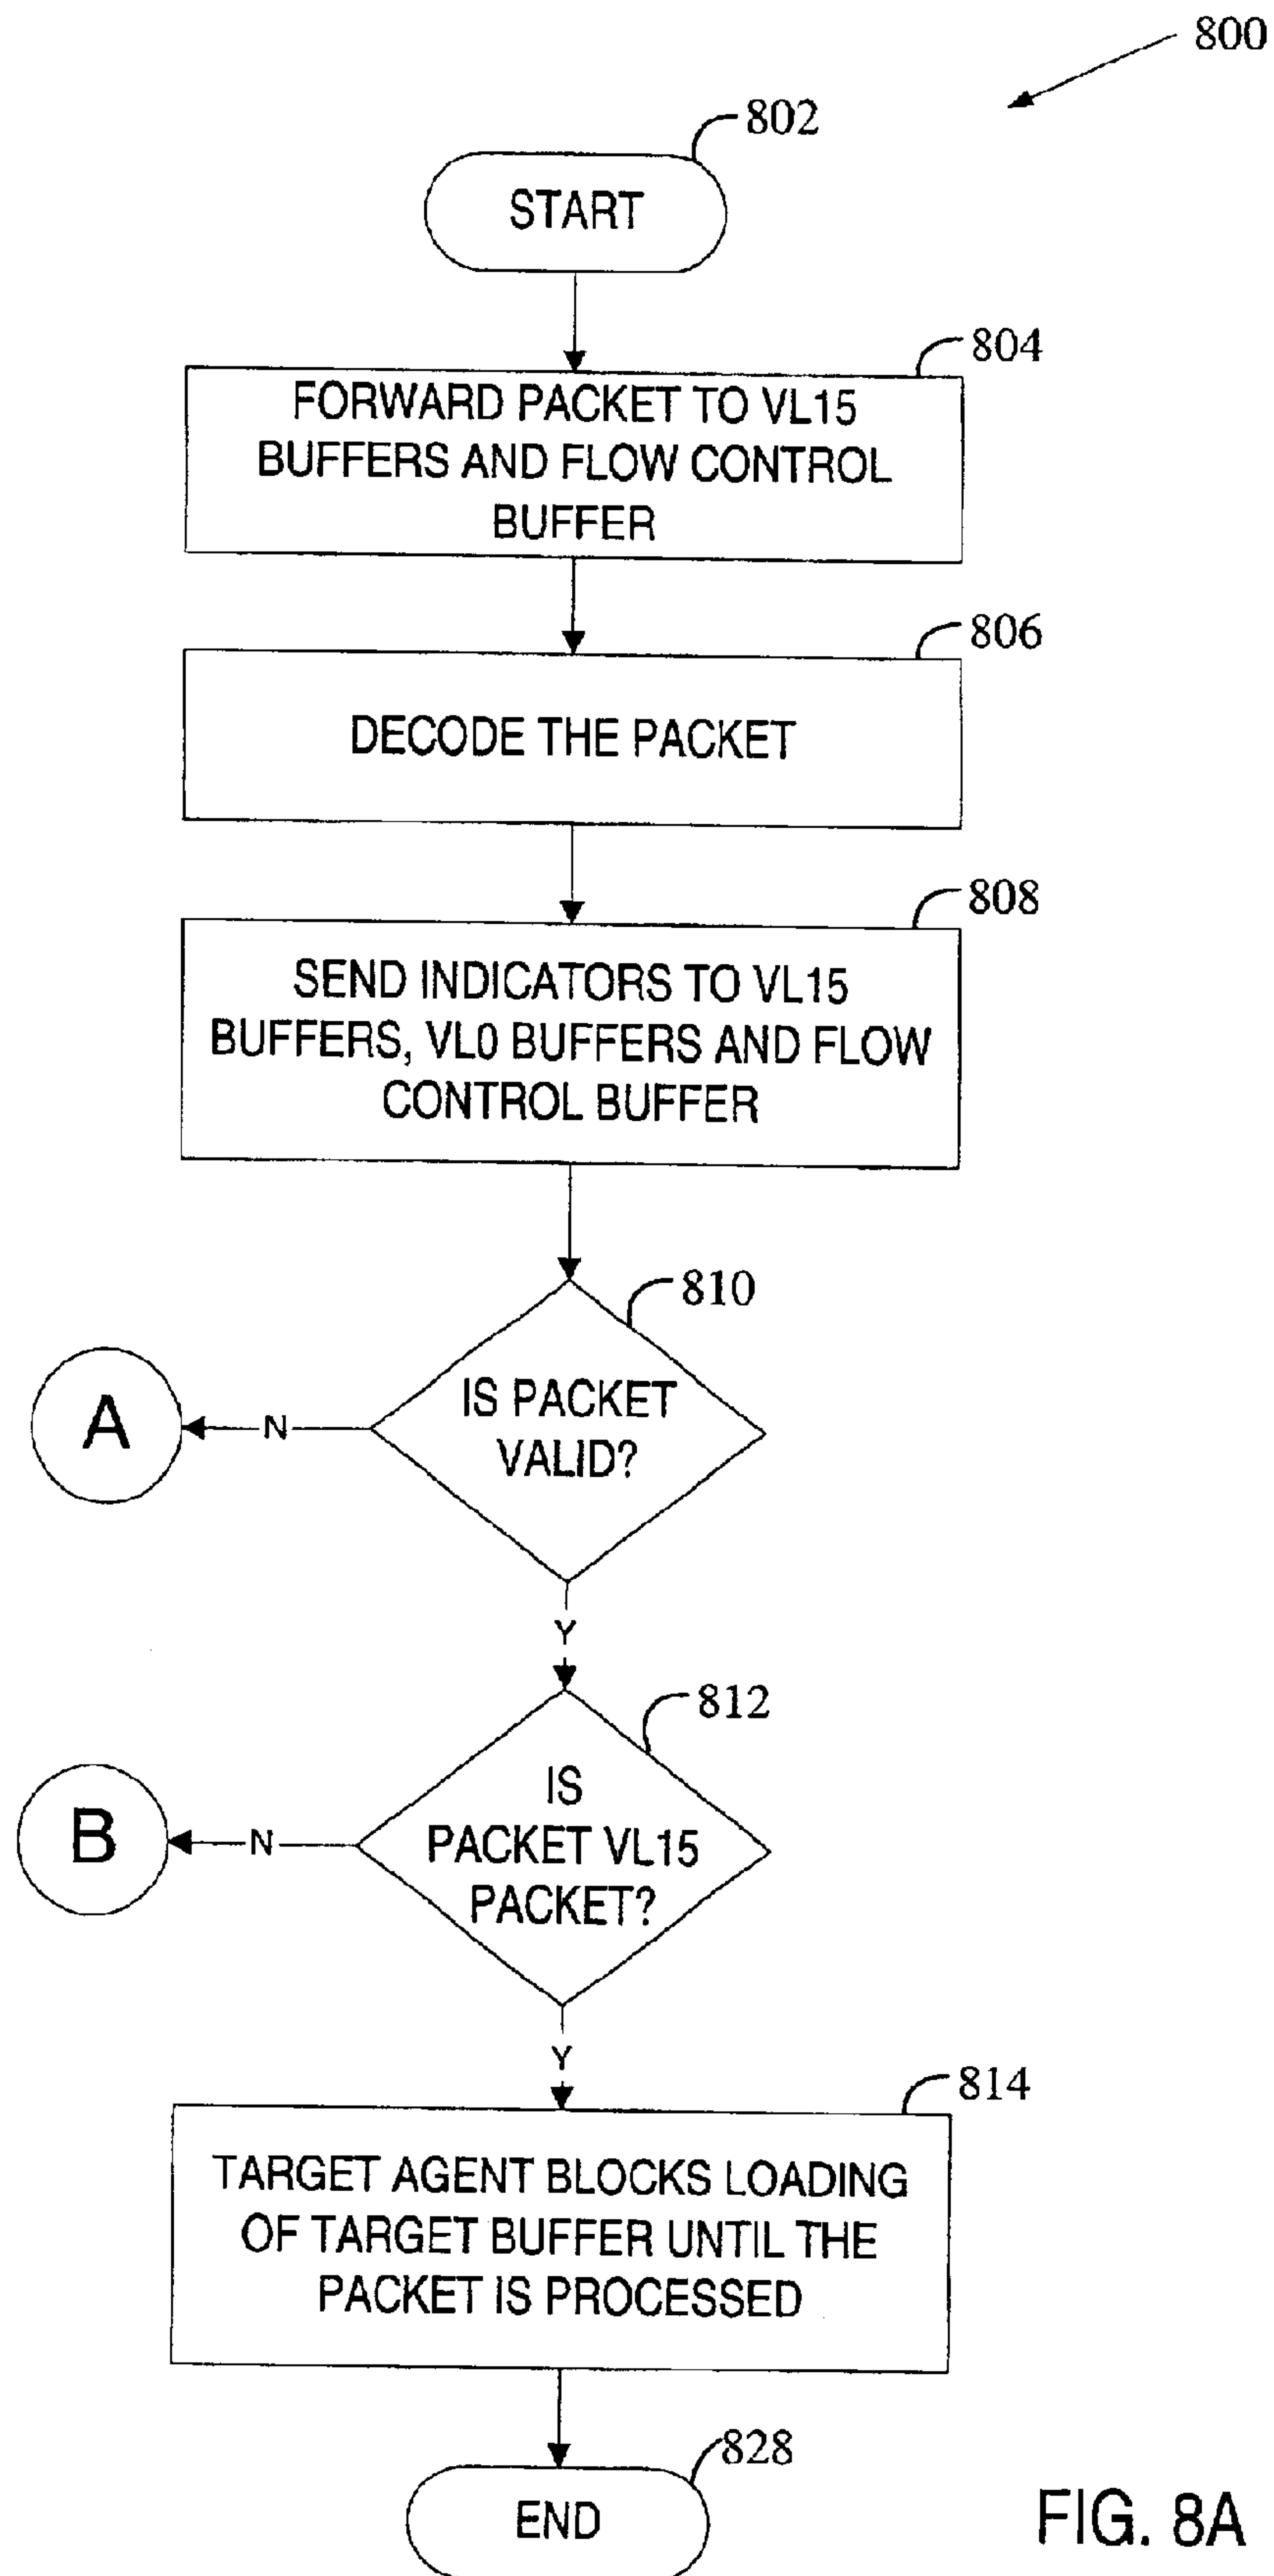 800
802
START
804
FORWARD PACKET TO VL15
BUFFERS AND FLOW CONTROL
BUFFER
806
DECODE THE PACKET
808
SEND INDICATORS TO VL15
BUFFERS, VL0 BUFFERS AND FLOW
CONTROL BUFFER
810
IS PACKET
VALID?
A
N
Y
812
IS
PACKET VL15
PACKET?
B
N
Y
814
TARGET AGENT BLOCKS LOADING
OF TARGET BUFFER UNTIL THE
PACKET IS PROCESSED
828
END
FIG. 8A